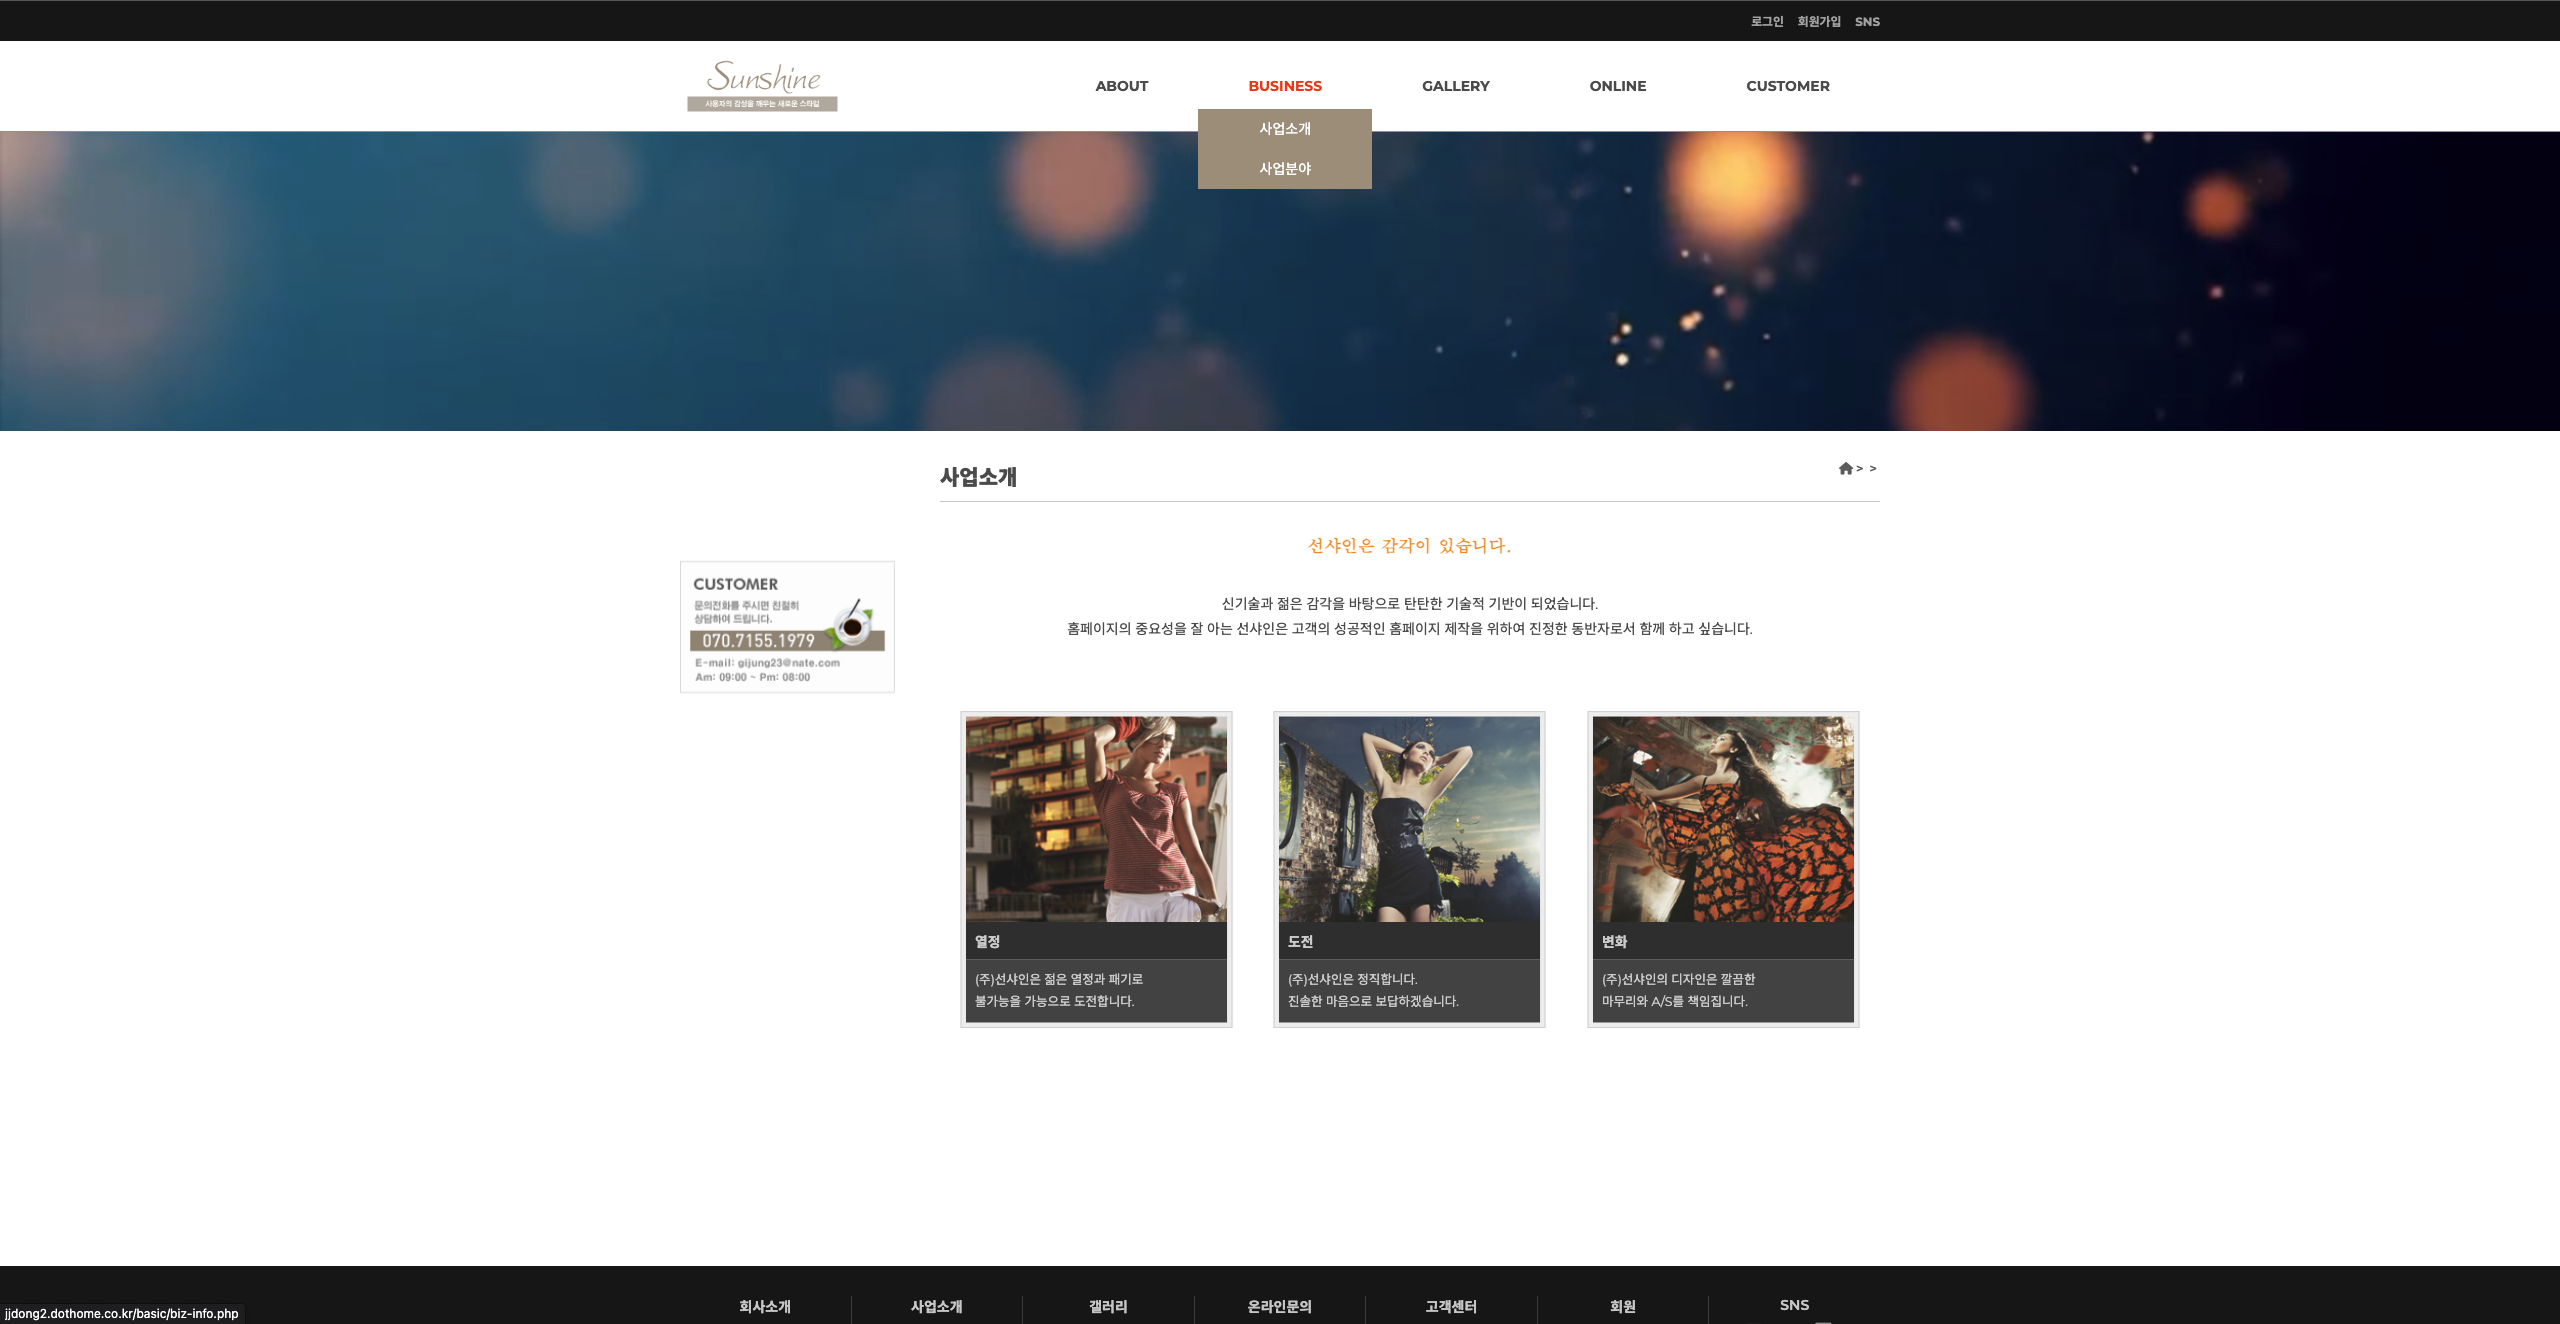 로그인 회원가입 SNS
Sunshine
사용자의 감성을 깨우는 새로운 스타일
ABOUT BUSINESS GALLERY ONLINE CUSTOMER
사업소개
사업분야
사업소개
> >
선샤인은 감각이 있습니다.
신기술과 젊은 감각을 바탕으로 탄탄한 기술적 기반이 되었습니다.
홈페이지의 중요성을 잘 아는 선샤인은 고객의 성공적인 홈페이지 제작을 위하여 진정한 동반자로서 함께 하고 싶습니다.
CUSTOMER
문의전화를 주시면 친절히
상담하여 드립니다.
070.7155.1979
E-mail: gijung23@nate.com
Am: 09:00 ~ Pm: 08:00
열정
(주)선샤인은 젊은 열정과 패기로
불가능을 가능으로 도전합니다.
도전
(주)선샤인은 정직합니다.
진솔한 마음으로 보답하겠습니다.
변화
(주)선샤인의 디자인은 깔끔한
마무리와 A/S를 책임집니다.
회사소개 사업소개 갤러리 온라인문의 고객센터 회원 SNS
jjdong2.dothome.co.kr/basic/biz-info.php